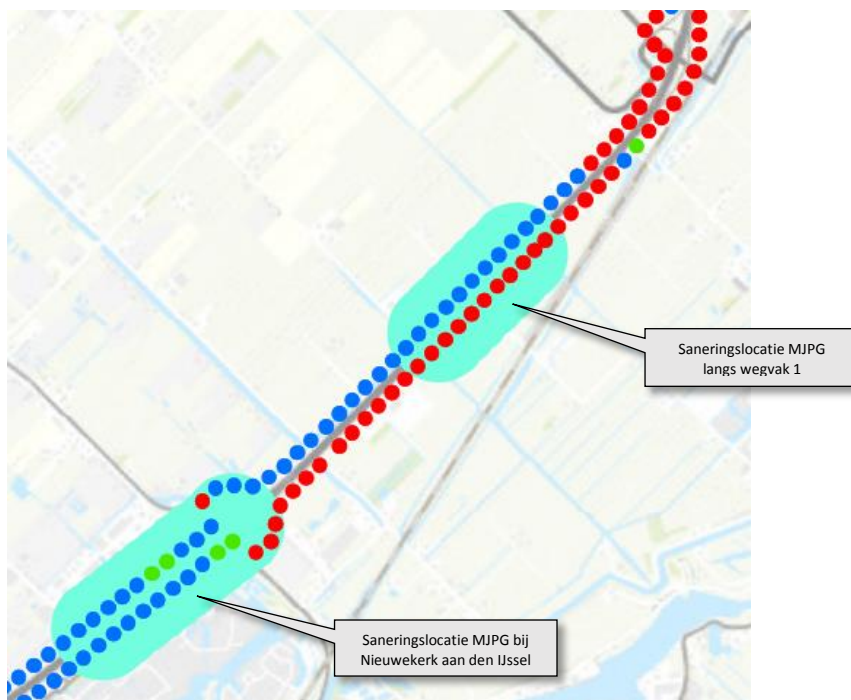 Saneringslocatie MJPG
langs wegvak 1
Saneringslocatie MJPG bij
Nieuwekerk aan den IJssel